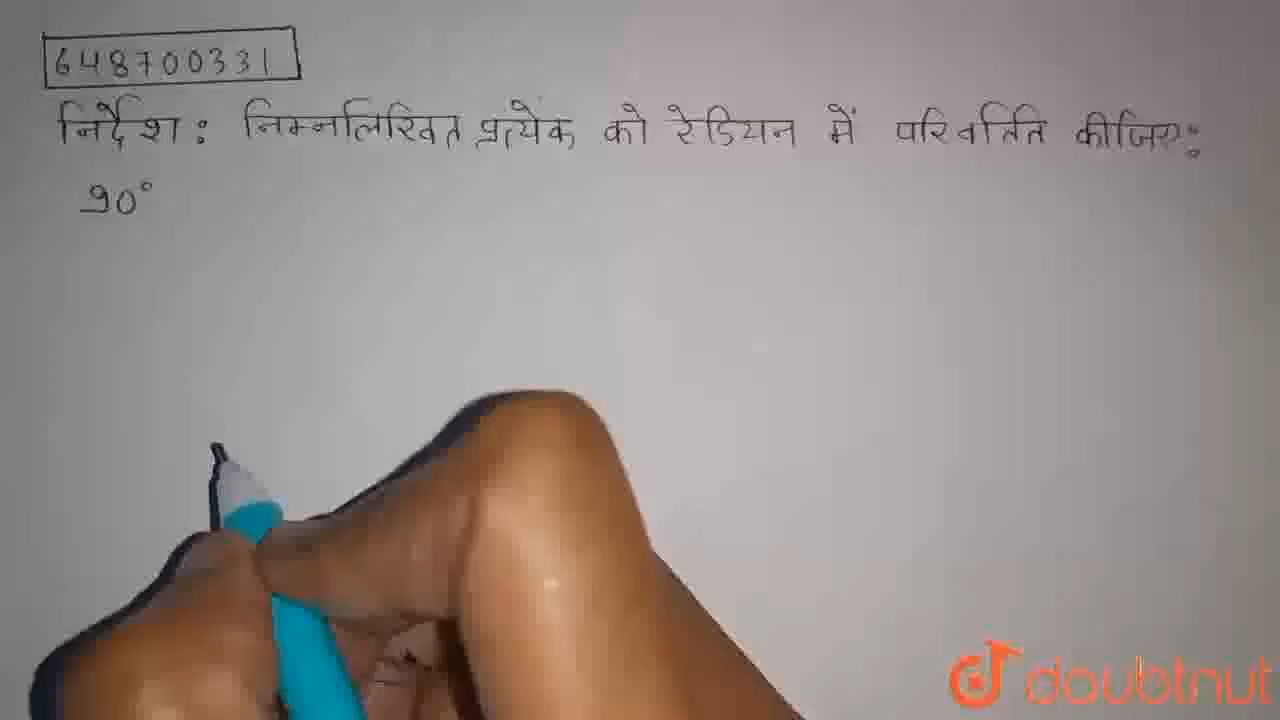 648700331
निर्देश: निम्नलिखित प्रत्येक को रेडियन में परिवर्तित कीजिए:
90°
doubtnut